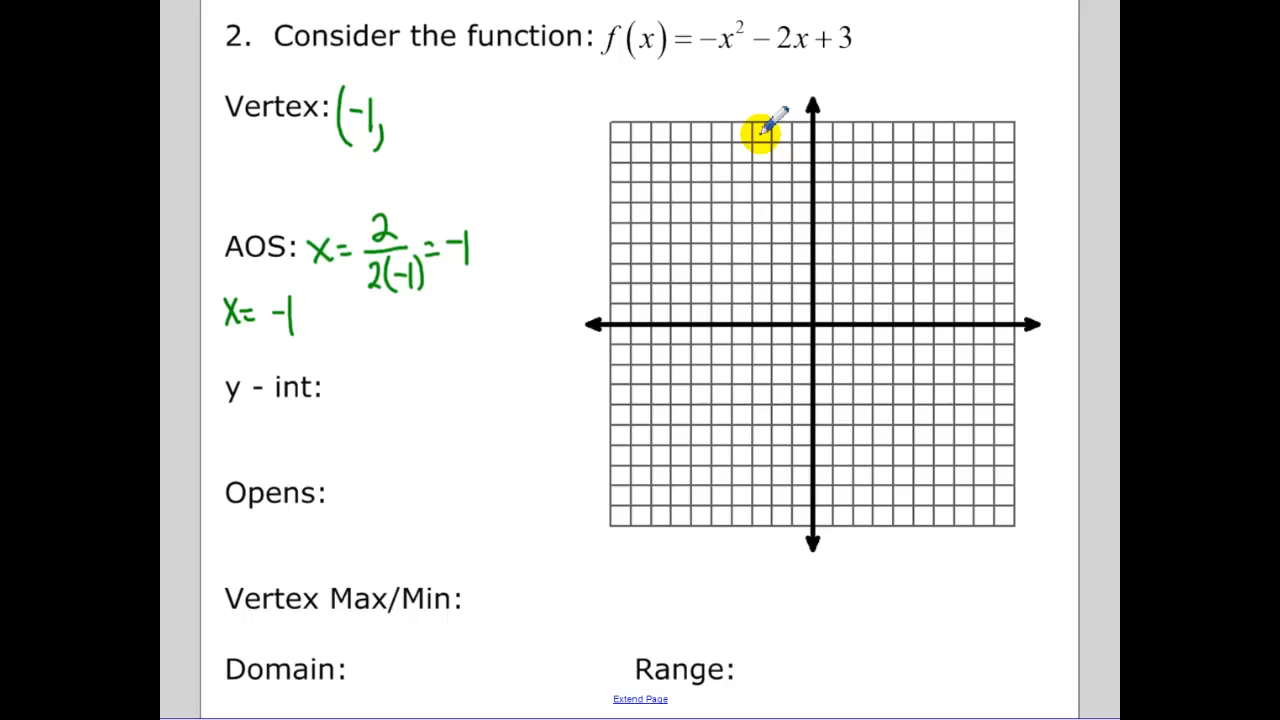 2. Consider the function: f(x) = −x² − 2x + 3
Vertex: (-1,
AOS: x = 2/2(-1) = -1
x = -1
y - int:
Opens:
Vertex Max/Min:
Domain: Range:
Extend Page